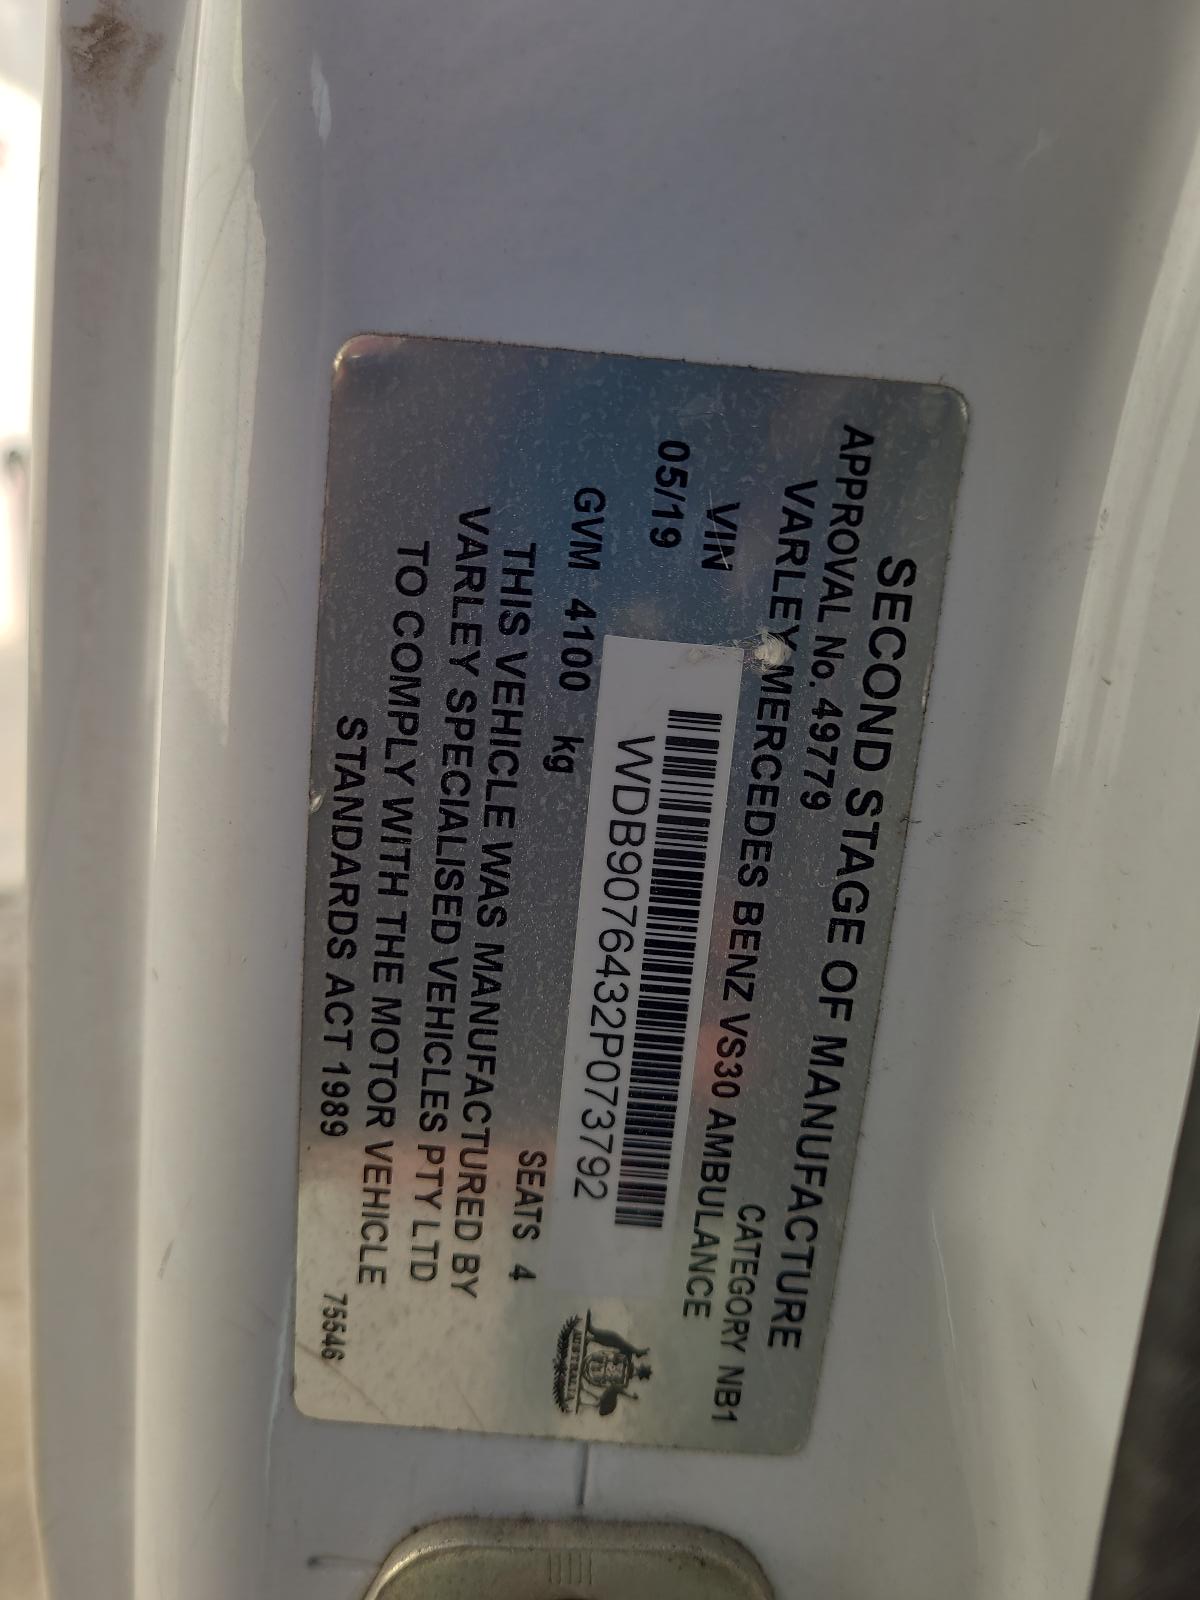 SECOND STAGE OF MANUFACTURE
APPROVAL No. 49779 CATEGORY NB1
VARLEY MERCEDES BENZ VS30 AMBULANCE
VIN
05/19
WDB9076432P073792
GVM 4100 kg SEATS 4
THIS VEHICLE WAS MANUFACTURED BY
VARLEY SPECIALISED VEHICLES PTY LTD
TO COMPLY WITH THE MOTOR VEHICLE
STANDARDS ACT 1989
75546
AUSTRALIA